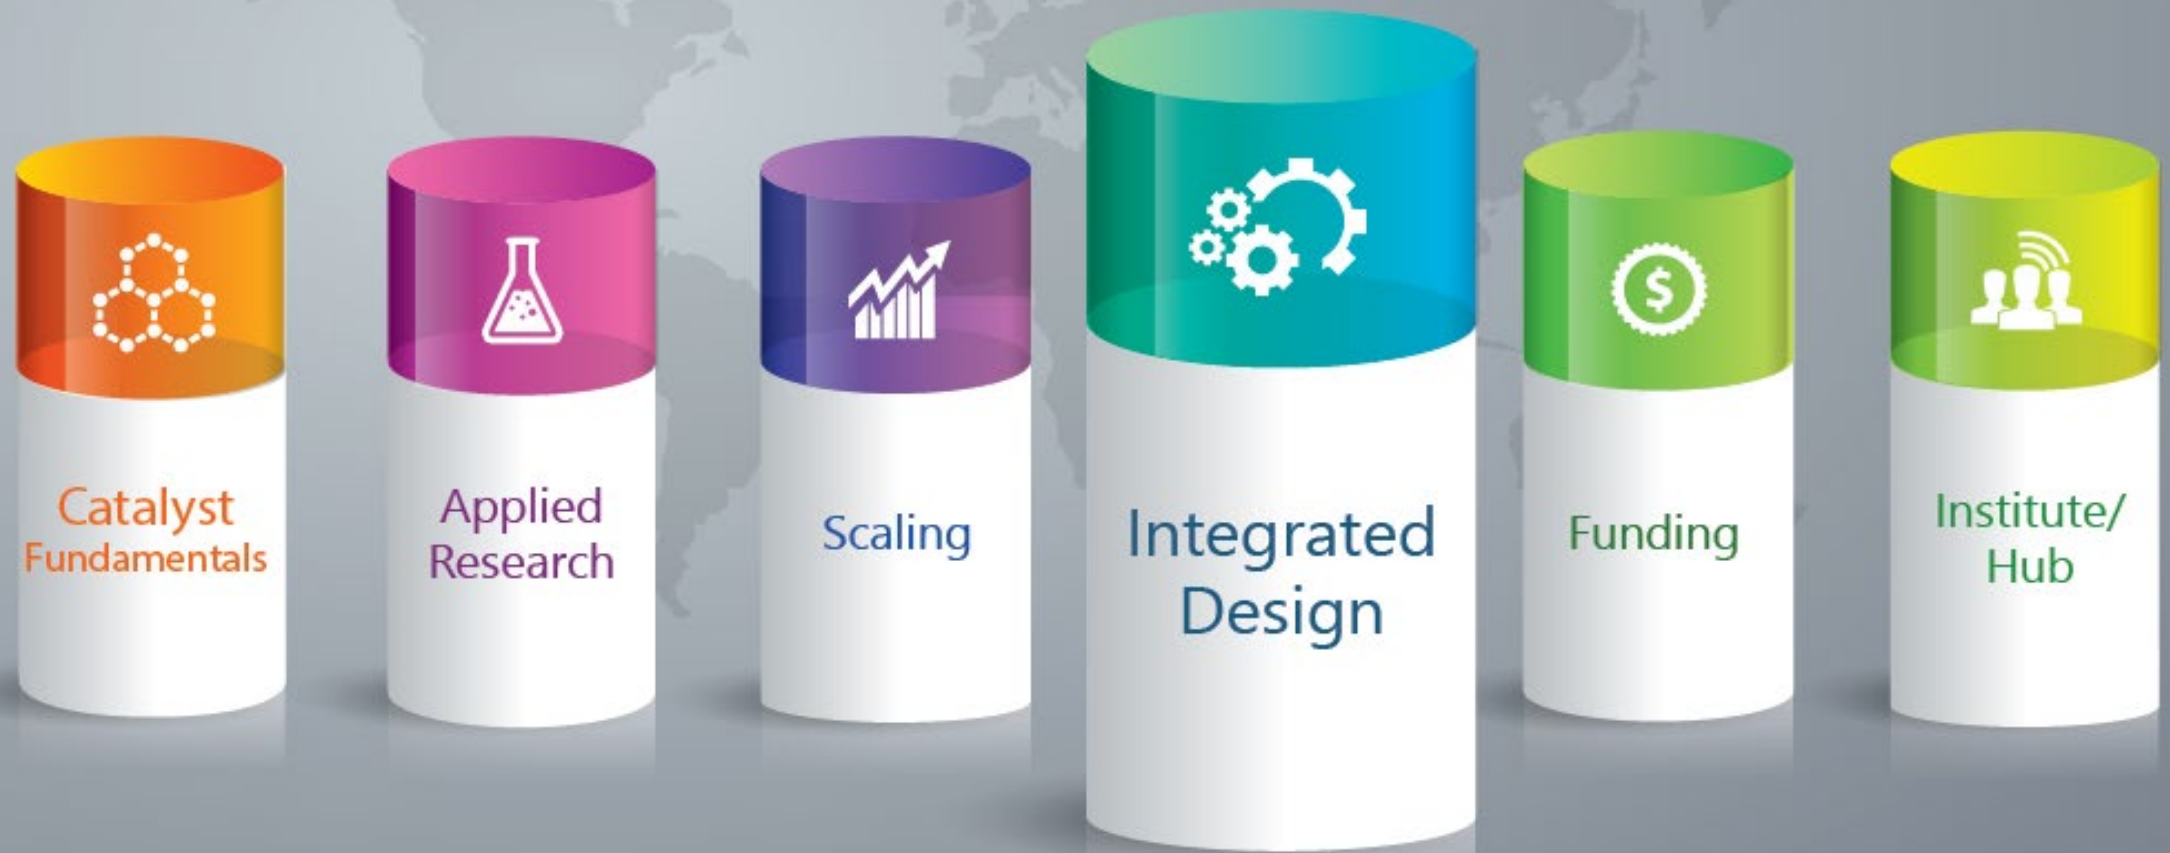 Catalyst
Fundamentals
Applied
Research
Scaling
Integrated
Design
$
Funding
Institute/
Hub